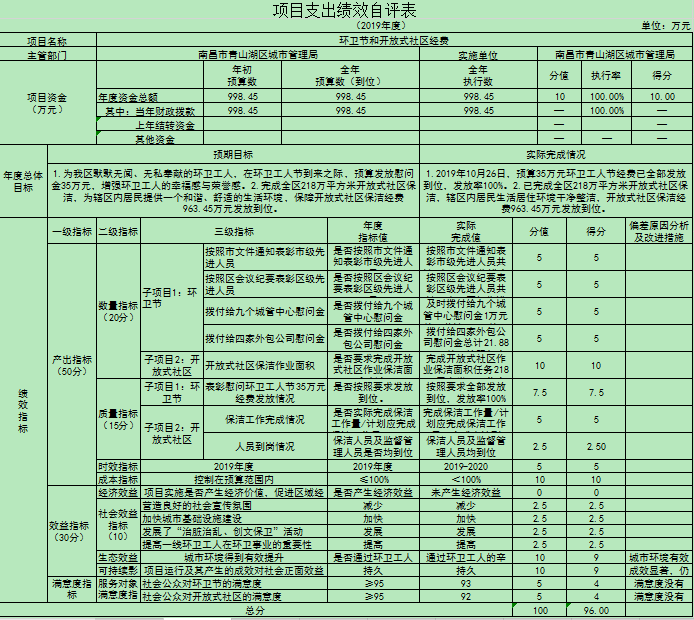 项目支出绩效自评表
（2019年度） 单位：万元
项目名称 环卫节和开放式社区经费
主管部门 南昌市青山湖区城市管理局 实施单位 南昌市青山湖区城市管理局
项目资金
（万元）
年初
预算数
全年
预算数（到位）
全年
执行数
分值 执行率 得分
年度资金总额 998.45 998.45 998.45 10 100.00% 10.00
其中：当年财政拨款 998.45 998.45 998.45 — 100.00% —
上年结转资金 — —
其他资金 — — —
年度总体
目标
预期目标 实际完成情况
1.为我区默默无闻、无私奉献的环卫工人，在环卫工人节到来之际，预算发放慰问
金35万元，增强环卫工人的幸福感与荣誉感。2.完成全区218万平方米开放式社区保
洁，为辖区内居民提供一个和谐、舒适的生活环境，保障开放式社区保洁经费
963.45万元发放到位。
1.2019年10月26日，预算35万元环卫工人节经费已全部发放
到位，发放率100%。2.已完成全区218万平方米开放式社区保
洁，辖区内居民生活居住环境干净整洁，开放式社区保洁经
费963.45万元发放到位。
绩
效
指
标
一级指标 二级指标 三级指标
年度
指标值
实际
完成值
分值 得分
偏差原因分析
及改进措施
产出指标
（50分）
数量指标
（20分）
子项目1：环
卫节
按照市文件通知表彰市级先
进人员
是否按照市文件通
知表彰市级先进人
按照市文件通知表
彰市级先进人员共
5 5
按照区会议纪要表彰区级先
进人员
是否按照区会议纪
要表彰区级先进人
按照区会议纪要表
彰区级先进人员共
5 5
拨付给九个城管中心慰问金
是否拨付给九个城
管中心慰问金
及时拨付给九个城
管中心慰问金1万元
5 5
拨付给四家外包公司慰问金
是否拨付给四家外
包公司慰问金
拨付给四家外包公
司慰问金总计21.88
5 5
子项目2：开
放式社区
开放式社区保洁作业面积
是否要求完成开放
式社区作业保洁面
完成开放式社区作
业保洁面积任务218
10 10
质量指标
（15分）
子项目1：环
卫节
表彰慰问环卫工人节35万元
经费发放情况
是否按照要求发放
到位。
按照要求全部发放
到位，发放率100%
7.5 7.5
子项目2：开
放式社区
保洁工作完成情况
是否实际完成保洁
工作量/计划应完成
完成保洁工作量/计
划应完成保洁工作
5 5
人员到岗情况
保洁人员及监督管
理人员是否均到位
保洁人员及监督管
理人员均到位
2.5 2.50
时效指标 2019年度 2019年度 2019-2020 5 5
成本指标 控制在预算范围内 ≤100% <100% 10 10
效益指标
（30分）
经济效益 项目实施是否产生经济价值，促进区域经 是否产生经济效益 未产生经济效益 0 0
社会效益
指标
（10）
营造良好的社会宣传氛围 减少 减少 2.5 2.5
加快城市基础设施建设 加快 加快 2.5 2.5
发展了“治脏治乱、创文保卫”活动 发展 发展 2.5 2.5
提高一线环卫工人在环卫事业的重要性 提高 提高 2.5 2.5
生态效益 城市环境得到有效提升 是否通过环卫工人 通过环卫工人的辛 10 9 城市环境有效
可持续影 项目运行及其产生的成效对社会正面效益 持久 持久 10 9 成效显著，仍
满意度指
标
服务对象
满意度指
社会公众对环卫节的满意度 ≥95 93 5 4 满意度没有
社会公众对开放式社区的满意度 ≥95 92 5 4 满意度没有
总分 100 96.00